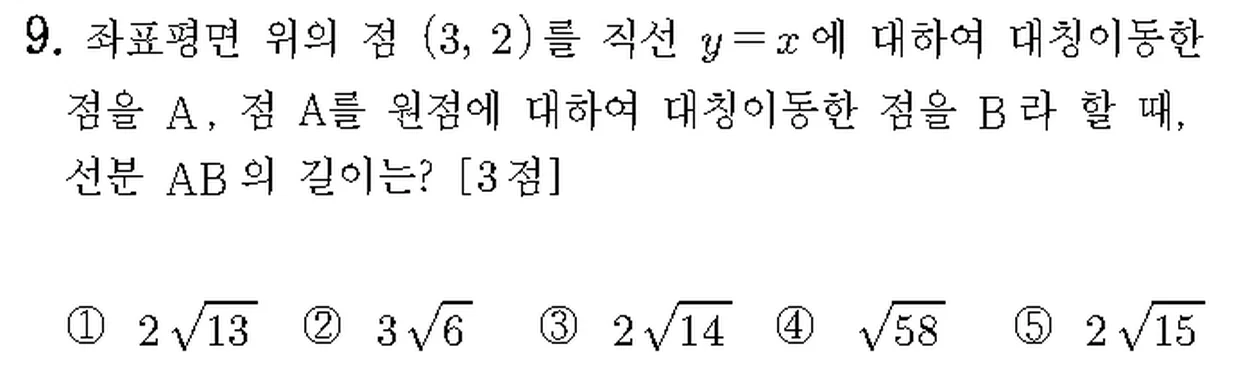 9. 좌표평면 위의 점 (3, 2)를 직선 y=x에 대하여 대칭이동한
점을 A, 점 A를 원점에 대하여 대칭이동한 점을 B라 할 때,
선분 AB의 길이는? [3점]
① 2√13 ② 3√6 ③ 2√14 ④ √58 ⑤ 2√15